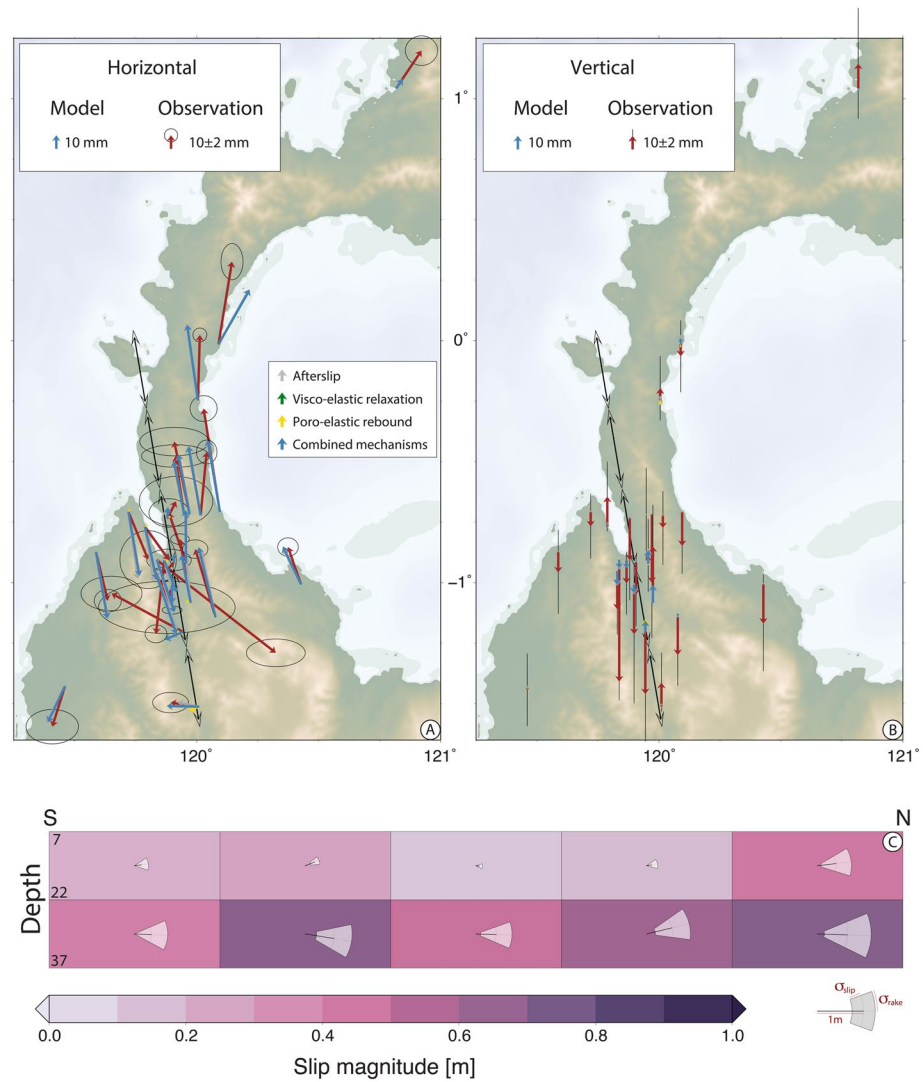 Horizontal
Model Observation
10 mm 10±2 mm
Vertical
Model Observation
10 mm 10±2 mm
1°
0°
-1°
Afterslip
Visco-elastic relaxation
Poro-elastic rebound
Combined mechanisms
A
B
120° 121° 120° 121°
S N
7
22
37
Depth
C
σslip
σrake
1m
0.0 0.2 0.4 0.6 0.8 1.0
Slip magnitude [m]